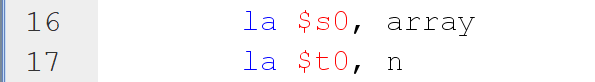 16 la $s0, array
17 la $t0, n